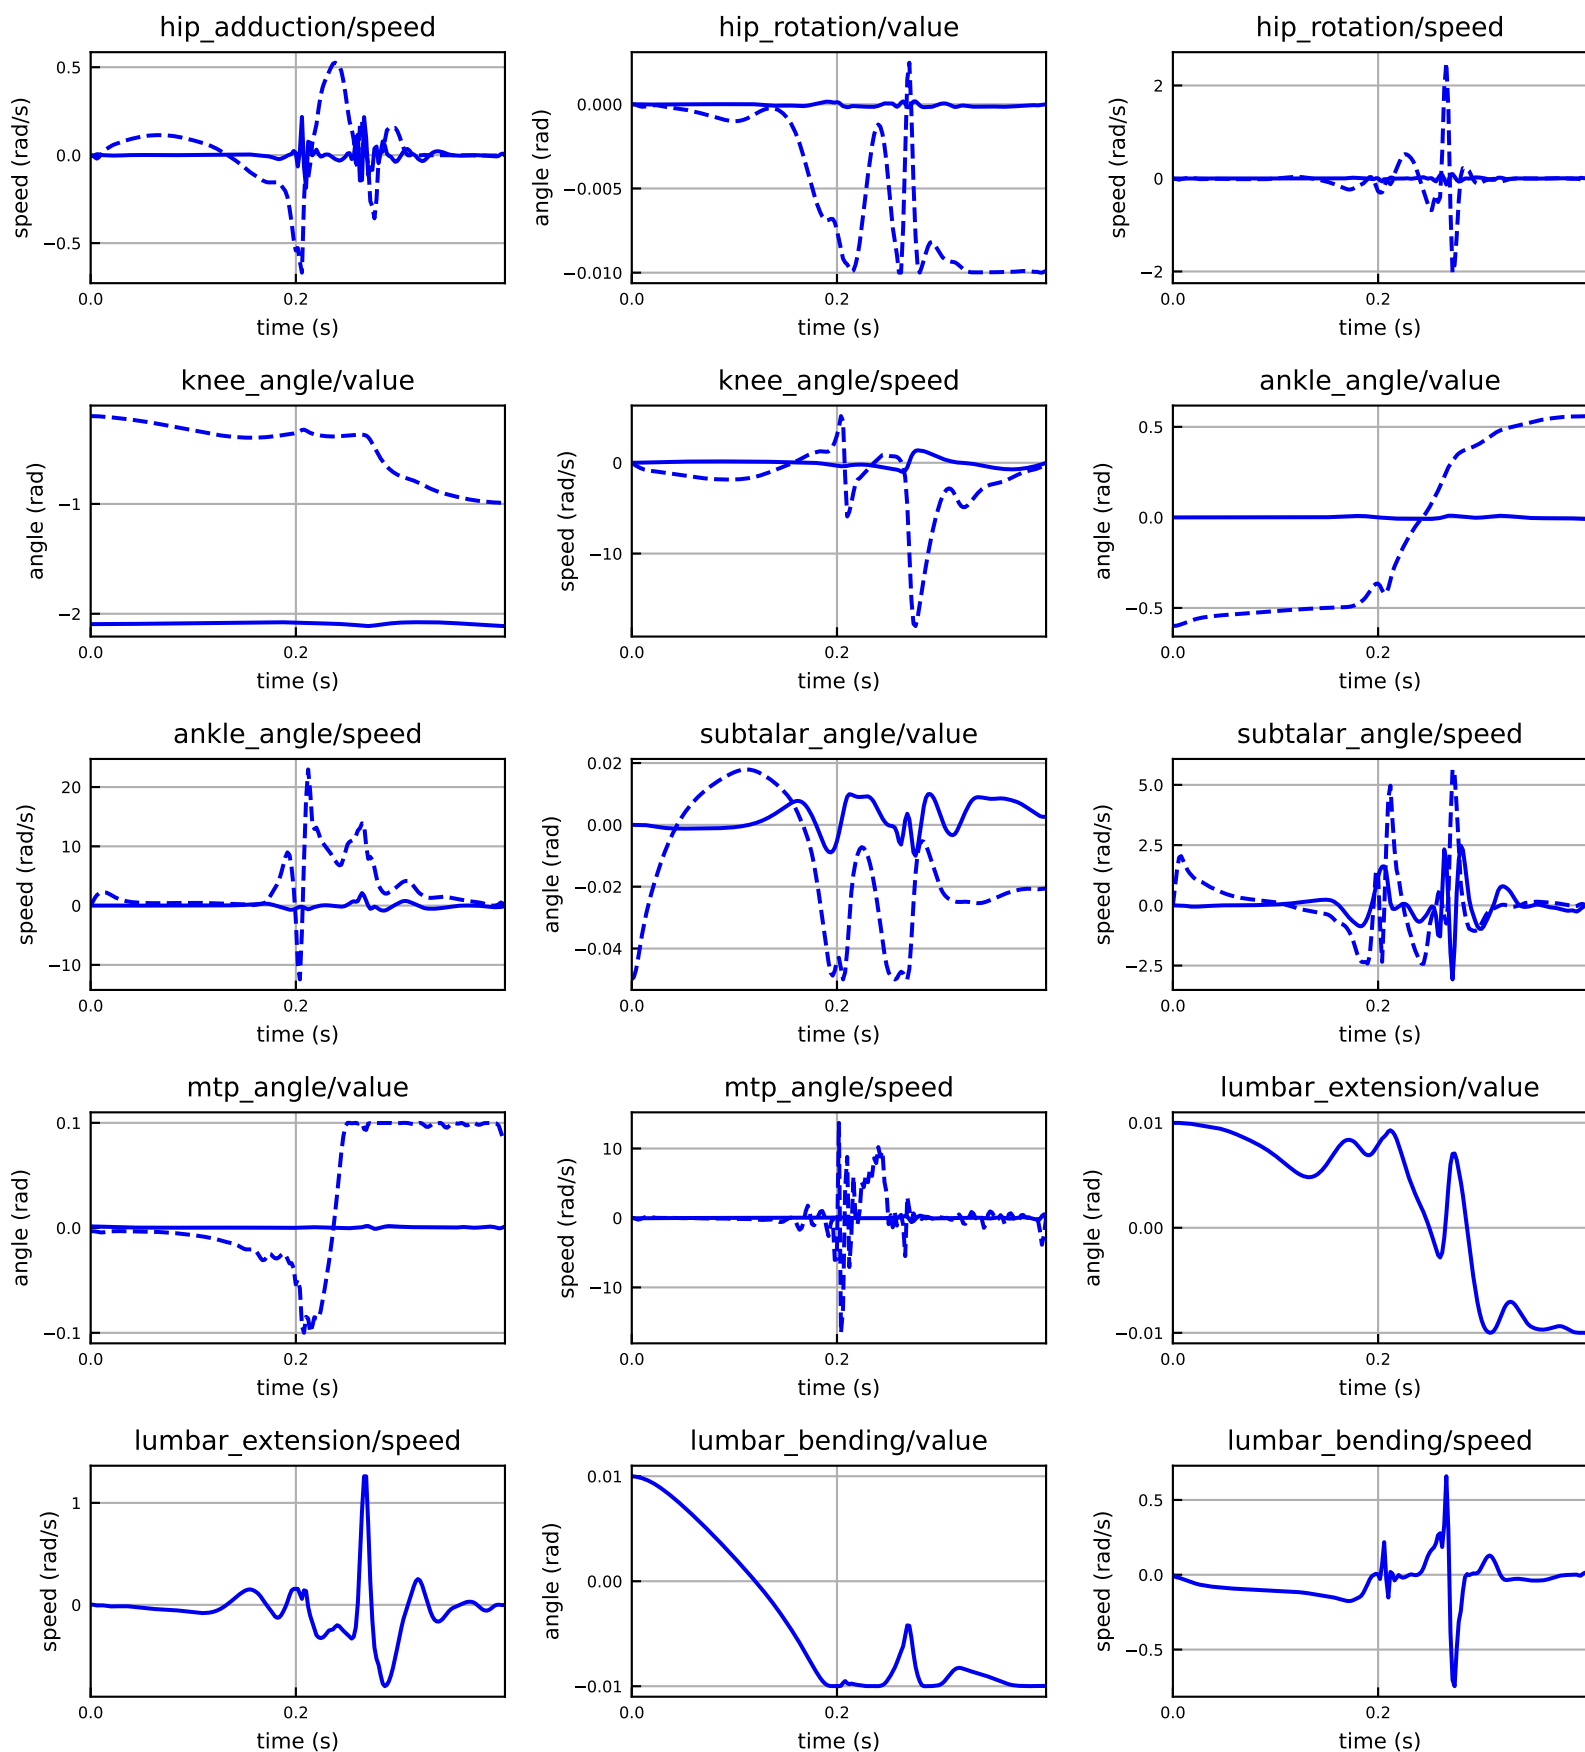 hip_adduction/speed
hip_rotation/value
hip_rotation/speed
speed (rad/s)
0.5
0.0
−0.5
0.0
0.2
time (s)
angle (rad)
0.000
−0.005
−0.010
0.0
0.2
time (s)
speed (rad/s)
2
0
−2
0.0
0.2
time (s)
knee_angle/value
knee_angle/speed
ankle_angle/value
angle (rad)
−1
−2
0.0
0.2
time (s)
speed (rad/s)
0
−10
0.0
0.2
time (s)
angle (rad)
0.5
0.0
−0.5
0.0
0.2
time (s)
ankle_angle/speed
subtalar_angle/value
subtalar_angle/speed
speed (rad/s)
20
10
0
−10
0.0
0.2
time (s)
angle (rad)
0.02
0.00
−0.02
−0.04
0.0
0.2
time (s)
speed (rad/s)
5.0
2.5
0.0
−2.5
0.0
0.2
time (s)
mtp_angle/value
mtp_angle/speed
lumbar_extension/value
angle (rad)
0.1
0.0
−0.1
0.0
0.2
time (s)
speed (rad/s)
10
0
−10
0.0
0.2
time (s)
angle (rad)
0.01
0.00
−0.01
0.0
0.2
time (s)
lumbar_extension/speed
lumbar_bending/value
lumbar_bending/speed
speed (rad/s)
1
0
0.0
0.2
time (s)
angle (rad)
0.01
0.00
−0.01
0.0
0.2
time (s)
speed (rad/s)
0.5
0.0
−0.5
0.0
0.2
time (s)